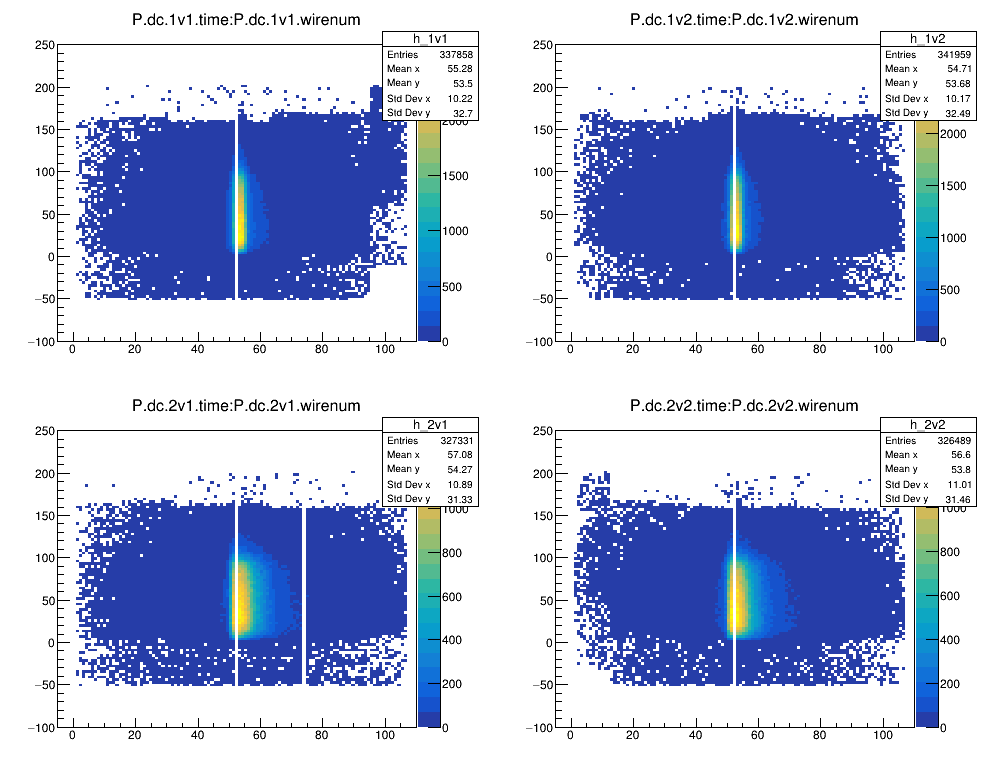 P.dc.1v1.time:P.dc.1v1.wirenum
h_1v1
Entries 337858
Mean x 55.28
Mean y 53.5
Std Dev x 10.22
Std Dev y 32.7
250
200
150
100
50
0
−50
−100
0 20 40 60 80 100
2000
1500
1000
500
0
P.dc.1v2.time:P.dc.1v2.wirenum
h_1v2
Entries 341959
Mean x 54.71
Mean y 53.68
Std Dev x 10.17
Std Dev y 32.49
250
200
150
100
50
0
−50
−100
0 20 40 60 80 100
2000
1500
1000
500
0
P.dc.2v1.time:P.dc.2v1.wirenum
h_2v1
Entries 327331
Mean x 57.08
Mean y 54.27
Std Dev x 10.89
Std Dev y 31.33
250
200
150
100
50
0
−50
−100
0 20 40 60 80 100
1000
800
600
400
200
0
P.dc.2v2.time:P.dc.2v2.wirenum
h_2v2
Entries 326489
Mean x 56.6
Mean y 53.8
Std Dev x 11.01
Std Dev y 31.46
250
200
150
100
50
0
−50
−100
0 20 40 60 80 100
1000
800
600
400
200
0